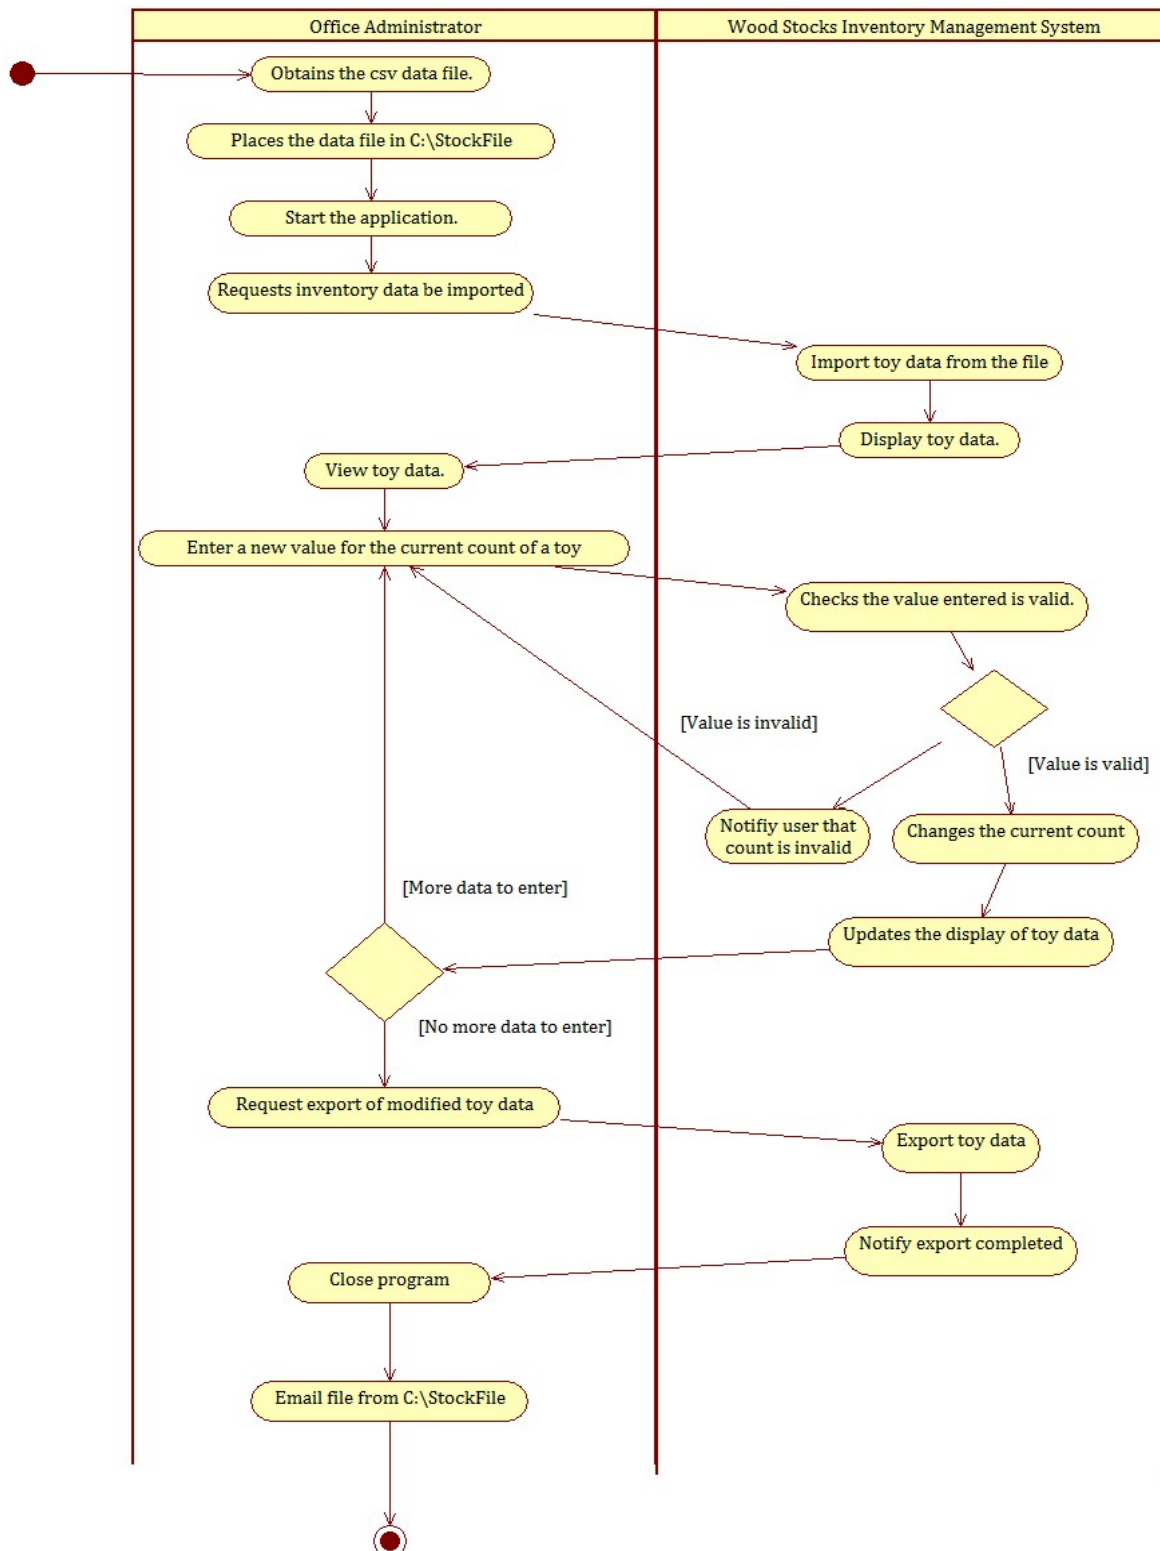 Office Administrator
Wood Stocks Inventory Management System
Obtains the csv data file.
Places the data file in C:\StockFile
Start the application.
Requests inventory data be imported
Import toy data from the file
Display toy data.
View toy data.
Enter a new value for the current count of a toy
Checks the value entered is valid.
[Value is invalid]
[Value is valid]
Notifiy user that
count is invalid
Changes the current count
[More data to enter]
Updates the display of toy data
[No more data to enter]
Request export of modified toy data
Export toy data
Notify export completed
Close program
Email file from C:\StockFile